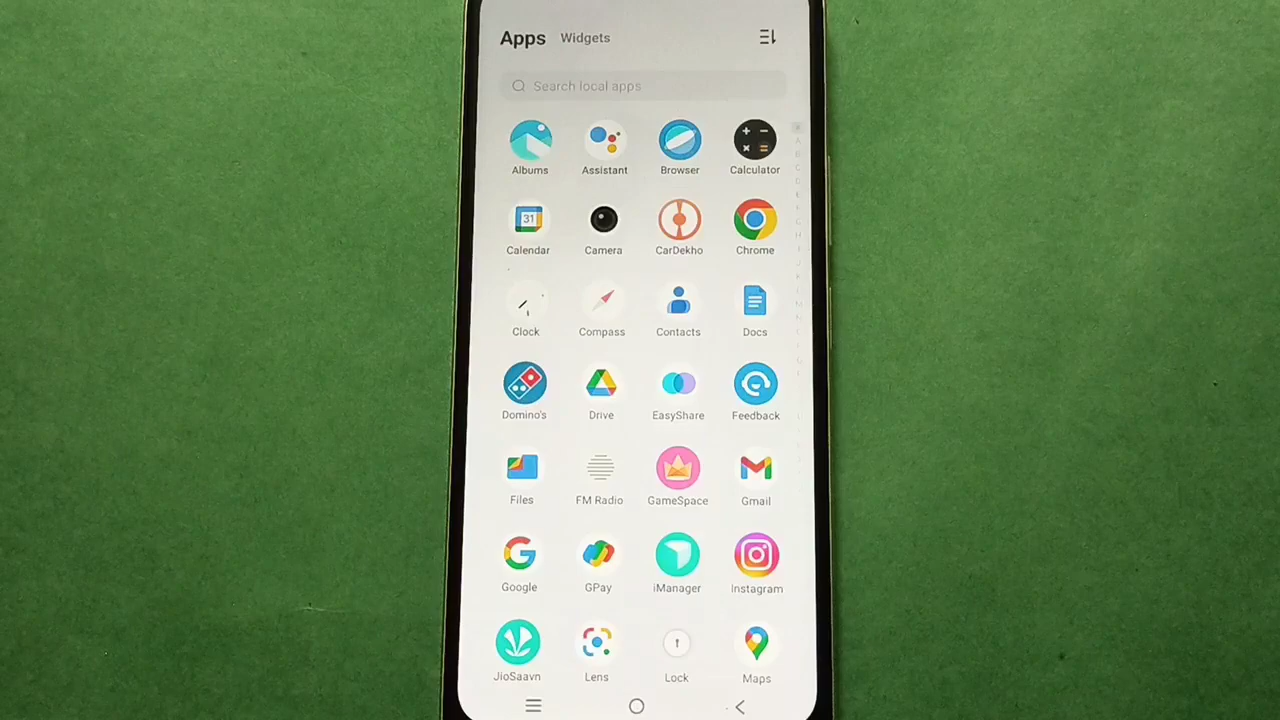 Apps Widgets
Search local apps
Albums Assistant Browser Calculator
31
Calendar Camera CarDekho Chrome
Clock Compass Contacts Docs
Domino's Drive EasyShare Feedback
Files FM Radio GameSpace Gmail
Google GPay iManager Instagram
JioSaavn Lens Lock Maps